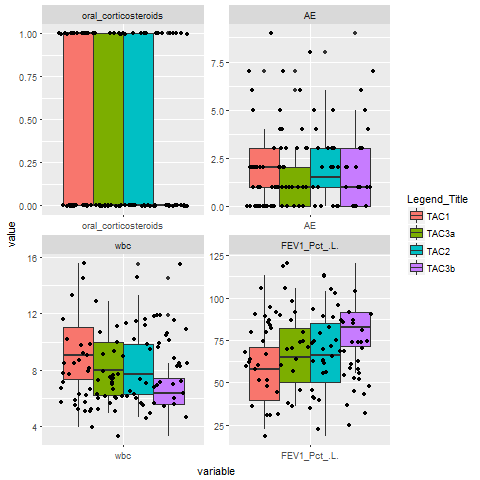 oral_corticosteroids
AE
1.00
0.75
0.50
0.25
0.00
7.5
5.0
2.5
0.0
oral_corticosteroids
AE
wbc
FEV1_Pct_.L.
16
12
8
4
125
100
75
50
25
wbc
FEV1_Pct_.L.
value
variable
Legend_Title
TAC1
TAC3a
TAC2
TAC3b